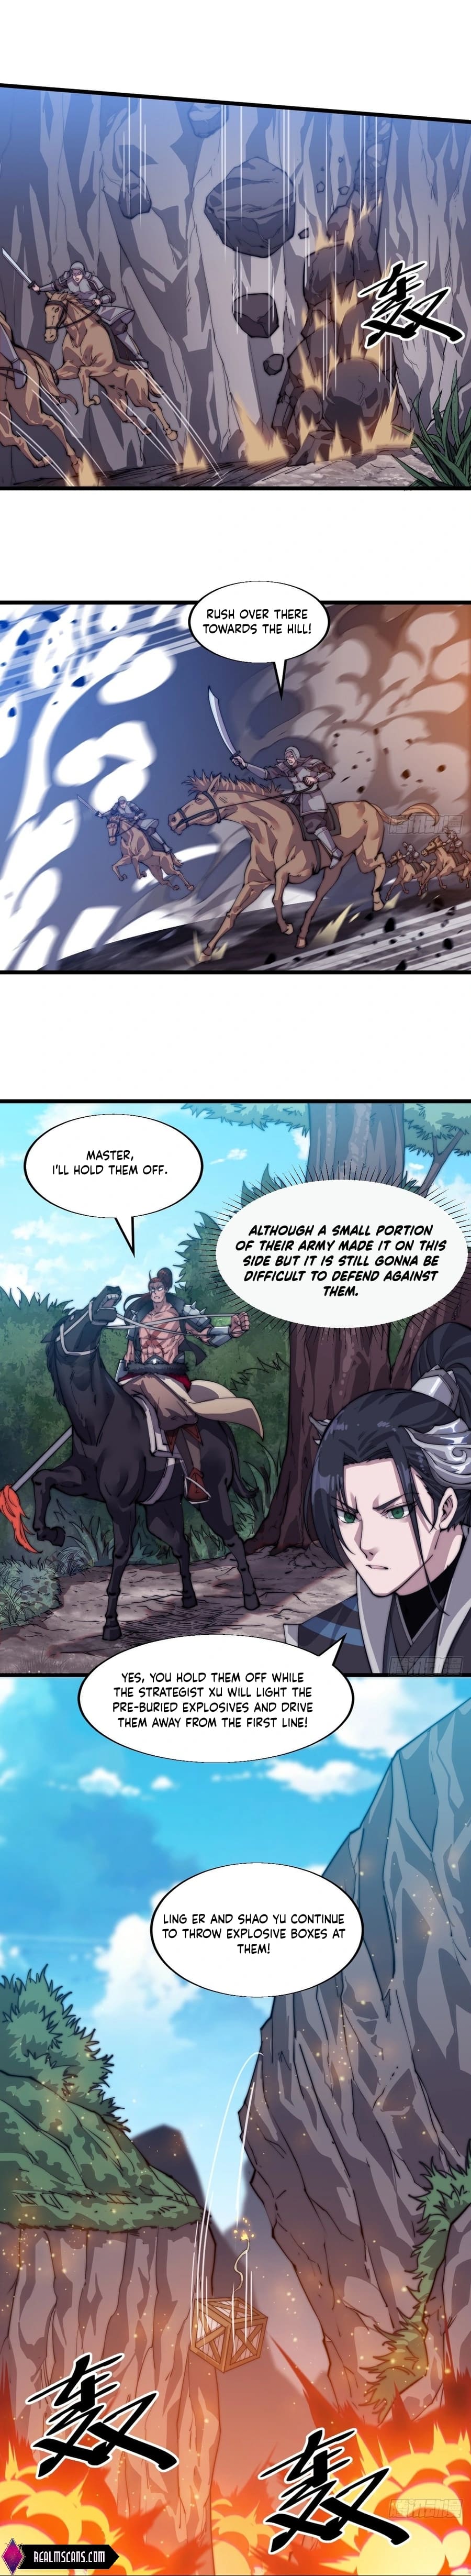 轰
RUSH OVER THERE
TOWARDS THE HILL!
MASTER,
I'LL HOLD THEM OFF.
ALTHOUGH A SMALL PORTION
OF THEIR ARMY MADE IT ON THIS
SIDE BUT IT IS STILL GONNA BE
DIFFICULT TO DEFEND AGAINST
THEM.
YES, YOU HOLD THEM OFF WHILE
THE STRATEGIST XU WILL LIGHT THE
PRE-BURIED EXPLOSIVES AND DRIVE
THEM AWAY FROM THE FIRST LINE!
LING ER AND SHAO YU CONTINUE
TO THROW EXPLOSIVE BOXES AT
THEM!
轰
轰
REALMSCANS.COM